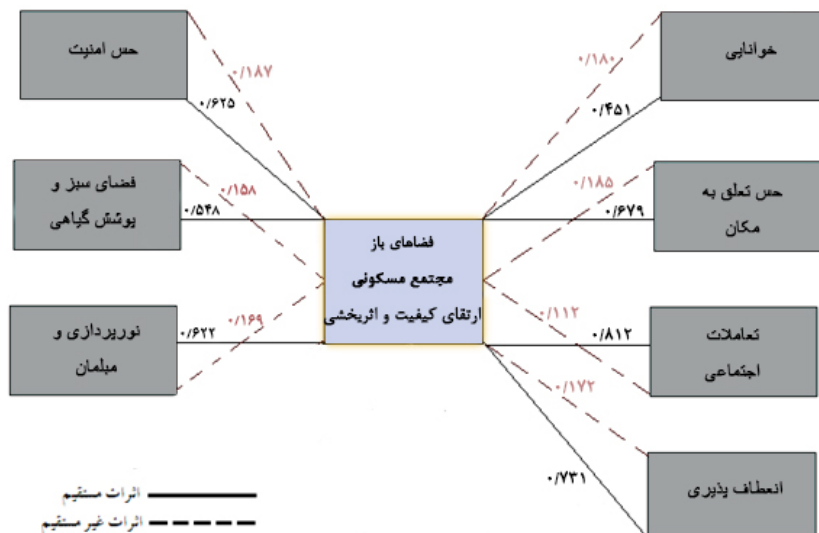 خوانایی
۰/۱۸۰
۰/۴۵۱
حس امنیت
۰/۱۸۷
۰/۶۲۵
حس تعلق به
مکان
۰/۱۸۵
۰/۶۷۹
فضای سبز و
پوشش گیاهی
۰/۱۵۸
۰/۵۴۸
فضاهای باز
مجتمع مسکونی
ارتقای کیفیت و اثربخشی
تعاملات
اجتماعی
۰/۱۱۲
۰/۸۱۲
نورپردازی و
مبلمان
۰/۱۶۹
۰/۶۲۲
انعطاف پذیری
۰/۱۷۲
۰/۷۳۱
اثرات مستقیم
اثرات غیر مستقیم